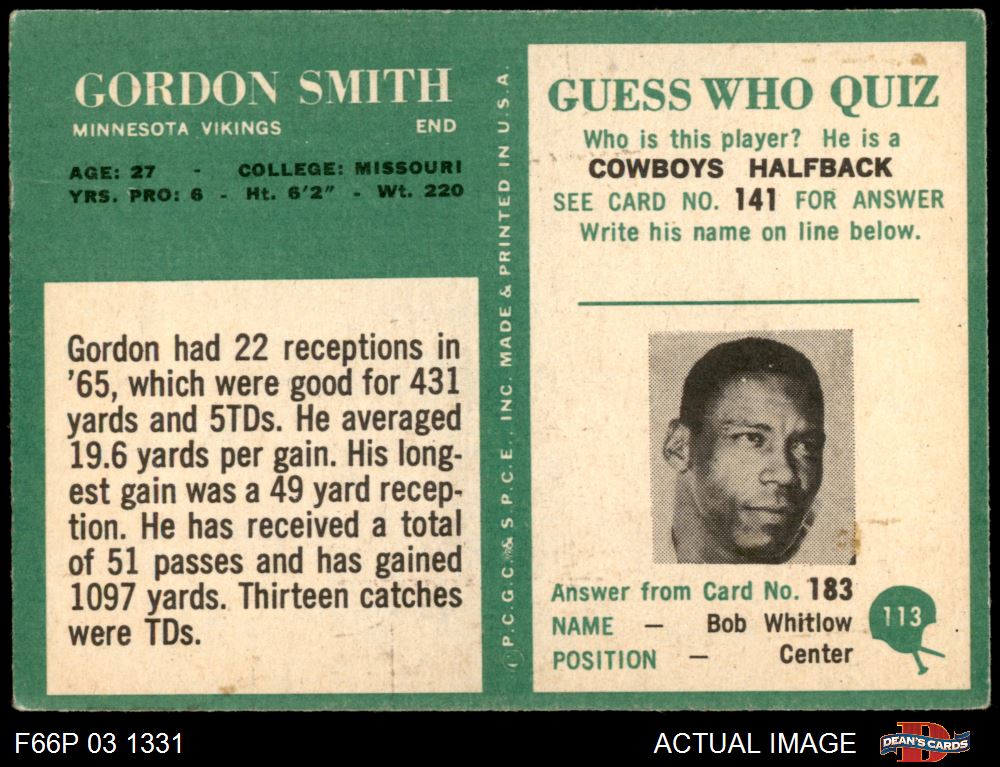 GORDON SMITH
MINNESOTA VIKINGS END
AGE: 27 - COLLEGE: MISSOURI
YRS. PRO: 6 - Ht. 6'2" - Wt. 220
Gordon had 22 receptions in
'65, which were good for 431
yards and 5TDs. He averaged
19.6 yards per gain. His long-
est gain was a 49 yard recep-
tion. He has received a total
of 51 passes and has gained
1097 yards. Thirteen catches
were TDs.
© P.C.G.C. & S.P.C.E., INC. MADE & PRINTED IN U.S.A.
GUESS WHO QUIZ
Who is this player? He is a
COWBOYS HALFBACK
SEE CARD NO. 141 FOR ANSWER
Write his name on line below.
Answer from Card No. 183
NAME — Bob Whitlow
POSITION — Center
113
F66P 03 1331
ACTUAL IMAGE
D
DEAN'S CARDS